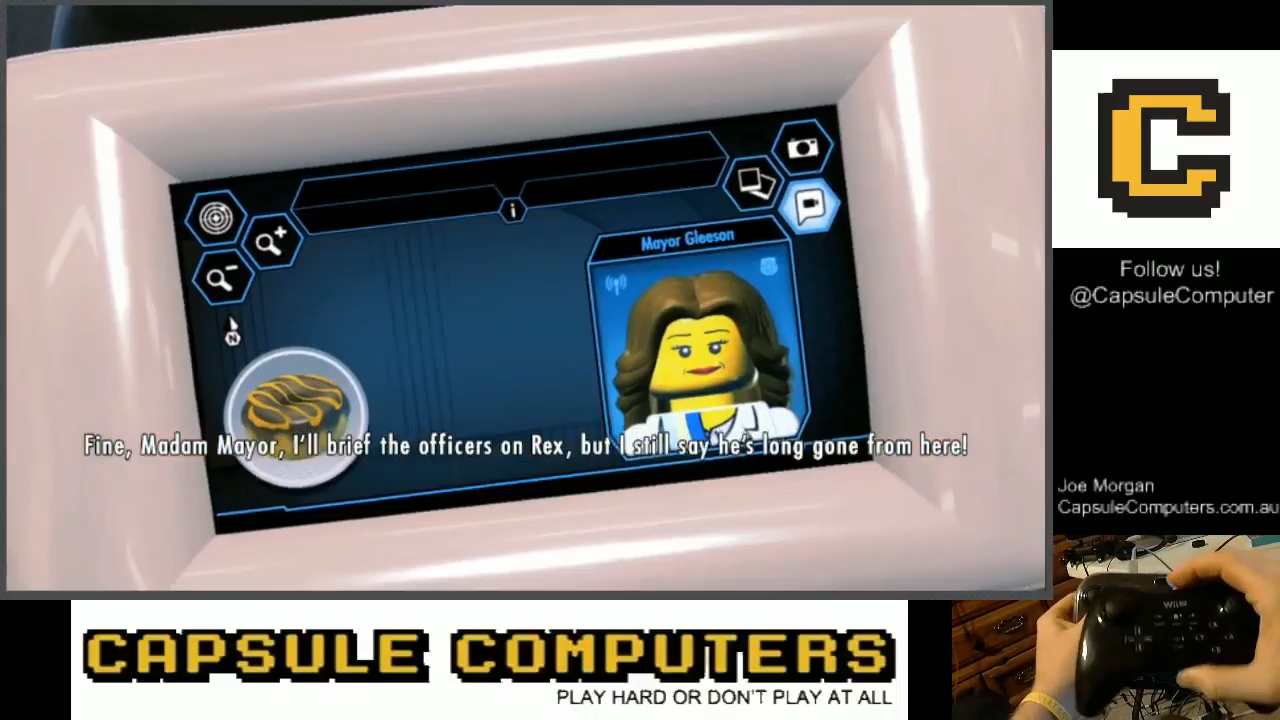 Mayor Gleeson
i
N
Fine, Madam Mayor, I'll brief the officers on Rex, but I still say he's long gone from here!
Follow us!
@CapsuleComputer
Joe Morgan
CapsuleComputers.com.au
WiiU
CAPSULE COMPUTERS
PLAY HARD OR DON'T PLAY AT ALL